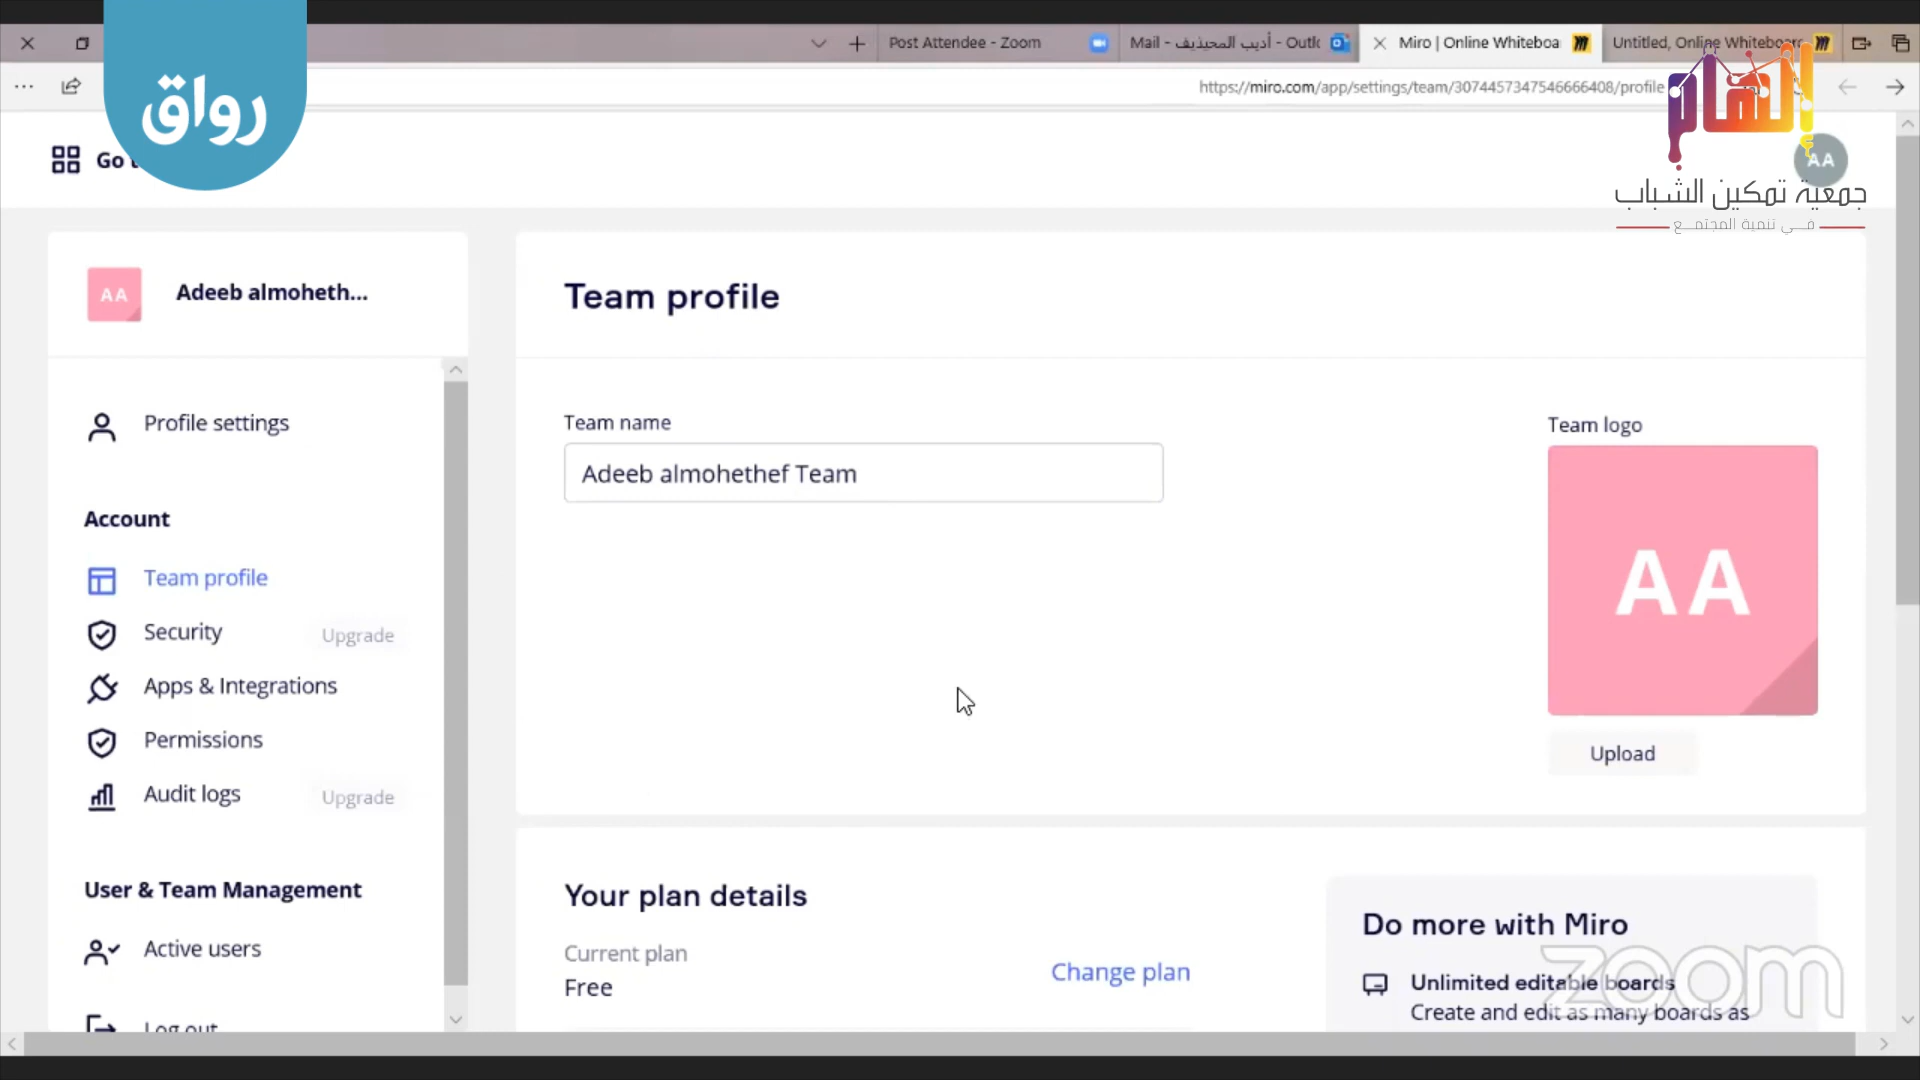 Post Attendee - Zoom
Mail - أديب المحيذيف - Outlo
Miro | Online Whiteboa
Untitled, Online Whiteboard
https://miro.com/app/settings/team/3074457347546666408/profile
رواق
إلهام
جمعية تمكين الشباب
في تنمية المجتمع
Go t
AA
AA
Adeeb almoheth...
Profile settings
Account
Team profile
Security
Upgrade
Apps & Integrations
Permissions
Audit logs
Upgrade
User & Team Management
Active users
Log out
Team profile
Team name
Adeeb almohethef Team
Team logo
AA
Upload
Your plan details
Current plan
Free
Change plan
Do more with Miro
Unlimited editable boards
Create and edit as many boards as
zoom